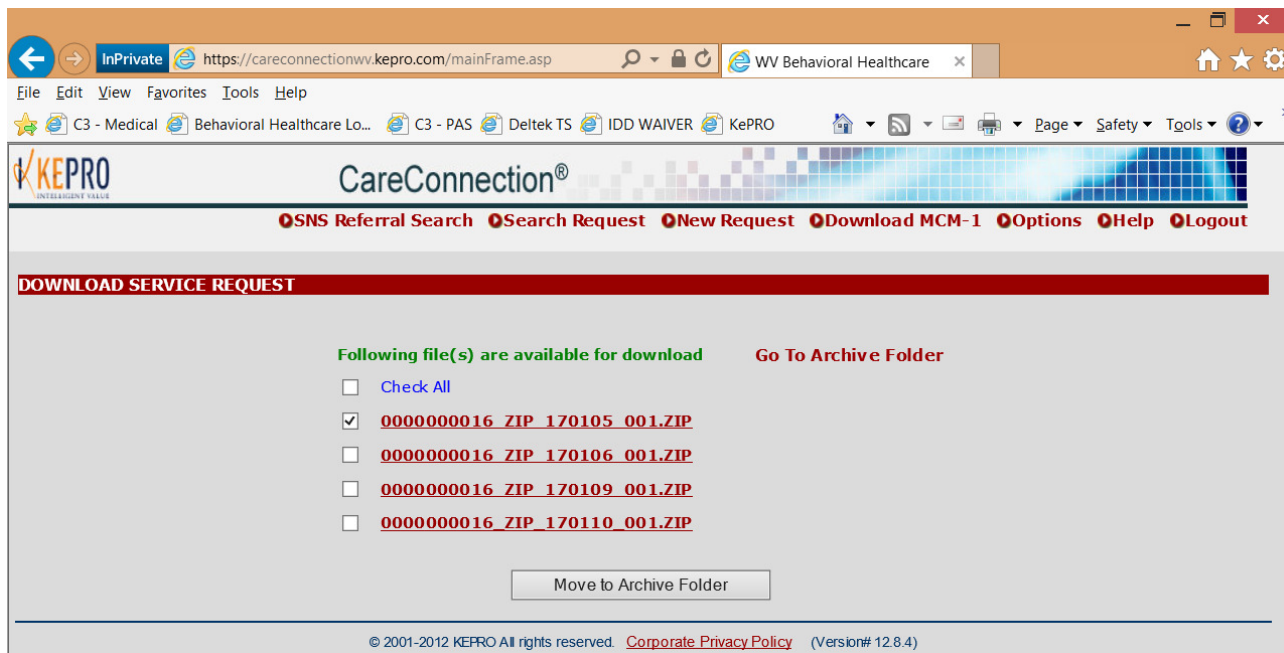 InPrivate https://careconnectionwv.kepro.com/mainFrame.asp WV Behavioral Healthcare
File Edit View Favorites Tools Help
C3 - Medical Behavioral Healthcare Lo... C3 - PAS Deltek TS IDD WAIVER KePRO Page Safety Tools
KEPRO CareConnection®
INTELLIGENT VALUE
SNS Referral Search Search Request New Request Download MCM-1 Options Help Logout
DOWNLOAD SERVICE REQUEST
Following file(s) are available for download Go To Archive Folder
Check All
0000000016_ZIP_170105_001.ZIP
0000000016_ZIP_170106_001.ZIP
0000000016_ZIP_170109_001.ZIP
0000000016_ZIP_170110_001.ZIP
Move to Archive Folder
© 2001-2012 KEPRO All rights reserved. Corporate Privacy Policy (Version# 12.8.4)